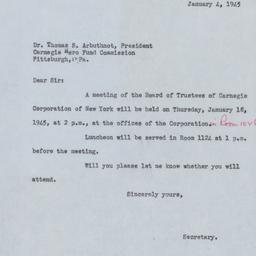 January 4, 1945
Dr. Thomas S. Arbuthnot, President
Carnegie Hero Fund Commission
Pittsburgh, Pa.
Dear Sir:
A meeting of the Board of Trustees of Carnegie
Corporation of New York will be held on Thursday, January 18,
1945, at 2 p.m., at the offices of the Corporation. in Room
Luncheon will be served in Room 1124 at 1 p.m.
before the meeting.
Will you please let me know whether you will
attend.
Sincerely yours,
Secretary.